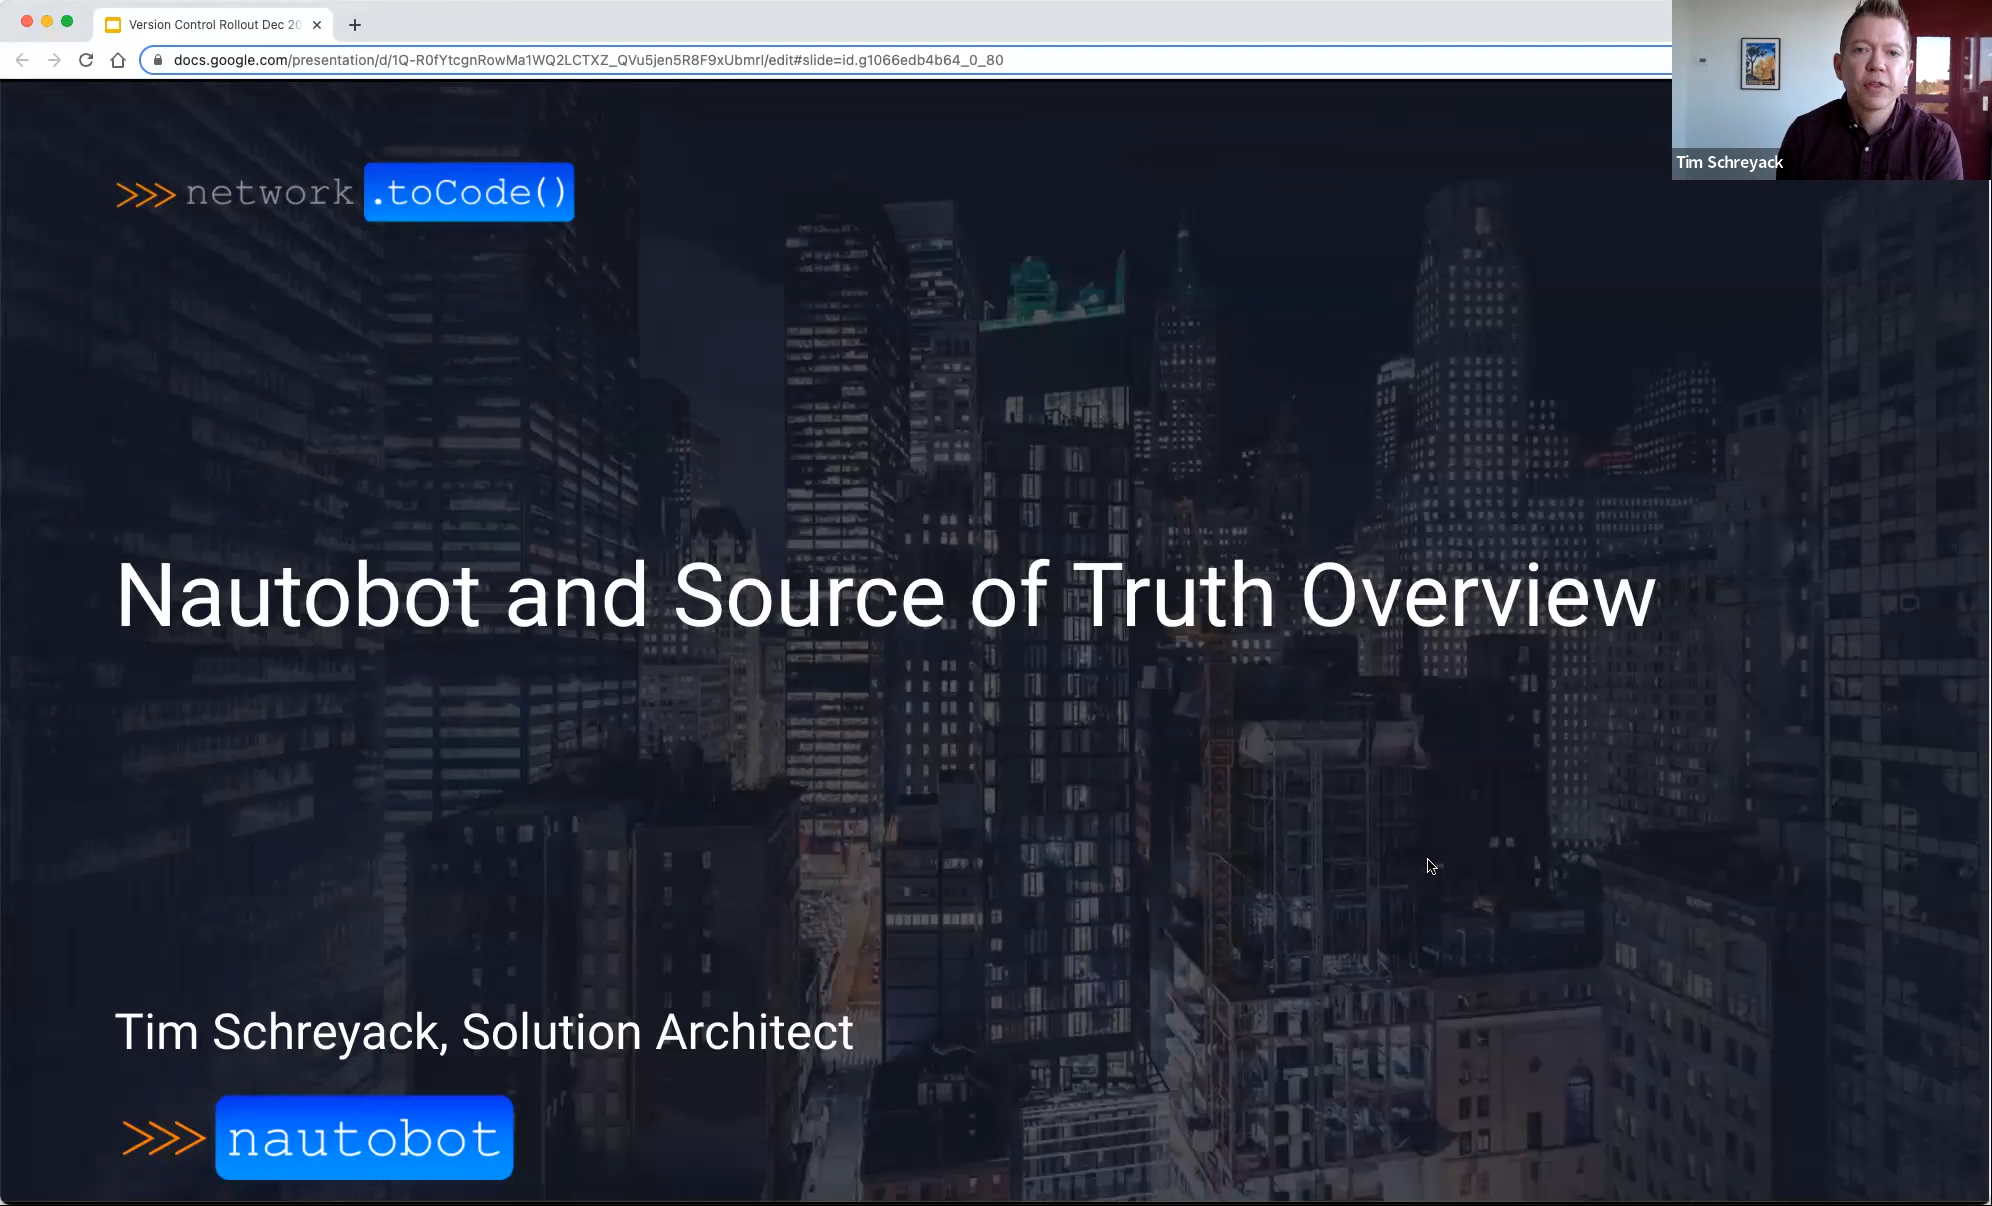 Version Control Rollout Dec 20
docs.google.com/presentation/d/1Q-R0fYtcgnRowMa1WQ2LCTXZ_QVu5jen5R8F9xUbmrI/edit#slide=id.g1066edb4b64_0_80
Tim Schreyack
>>> network .toCode()
Nautobot and Source of Truth Overview
Tim Schreyack, Solution Architect
>>> nautobot